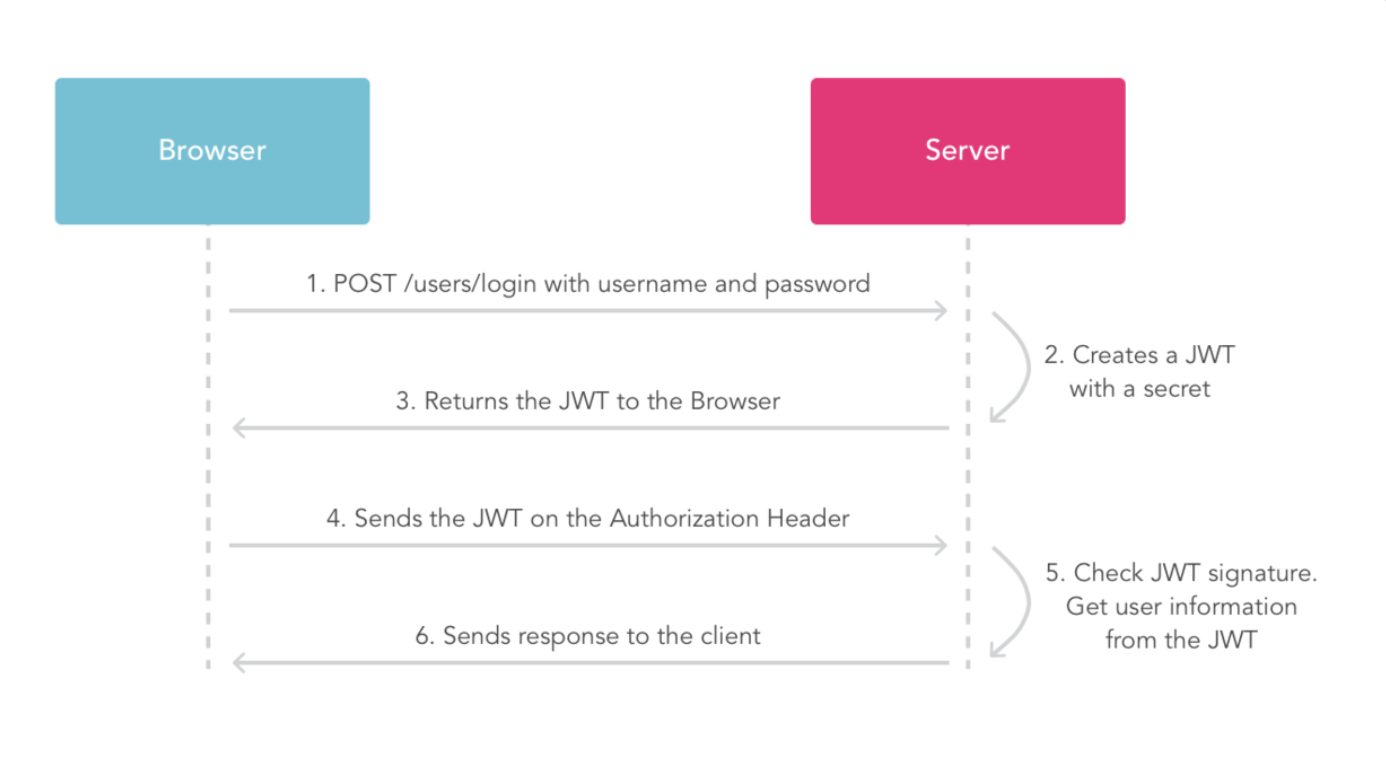 Browser
Server
1. POST /users/login with username and password
2. Creates a JWT
with a secret
3. Returns the JWT to the Browser
4. Sends the JWT on the Authorization Header
5. Check JWT signature.
Get user information
from the JWT
6. Sends response to the client